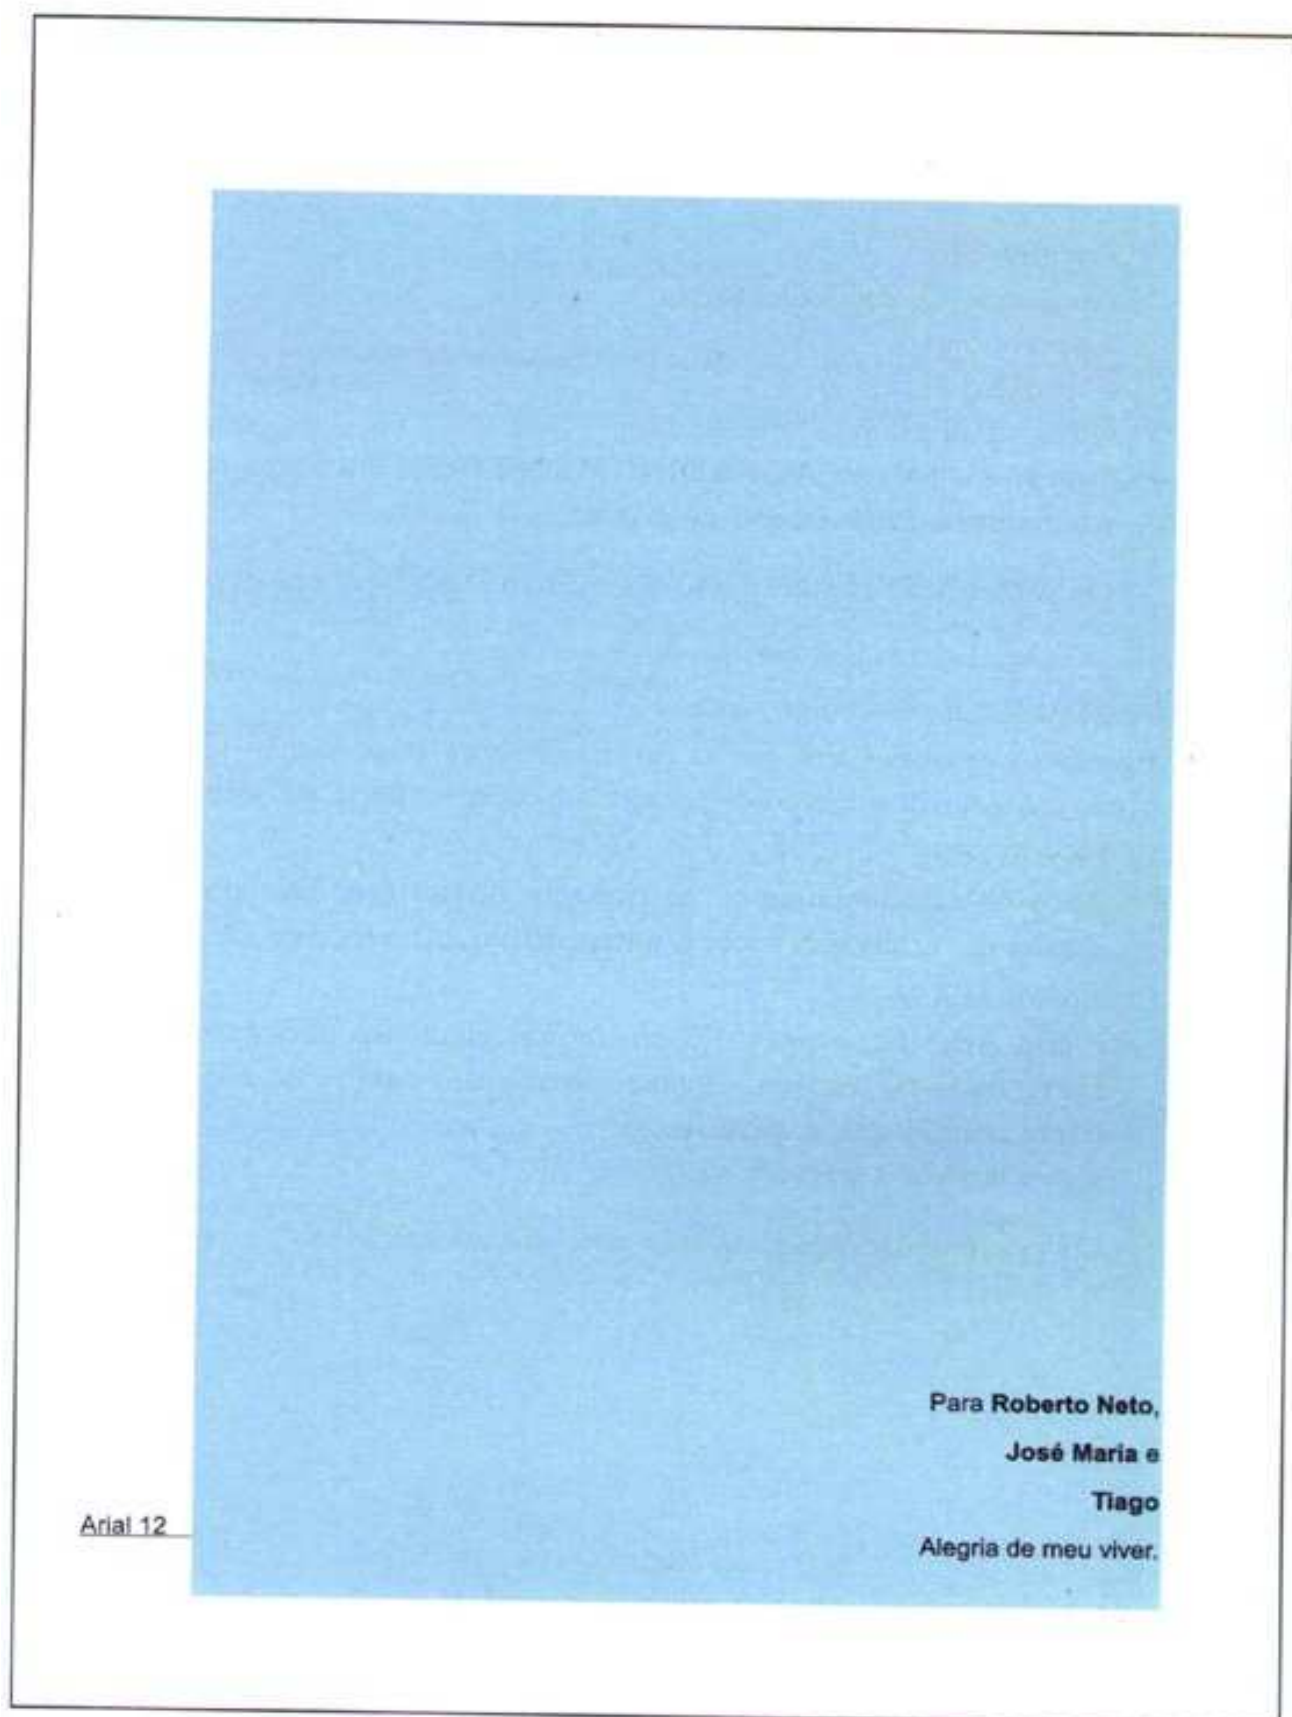 Para Roberto Neto,
José Maria e
Tiago
Arial 12
Alegria de meu viver.